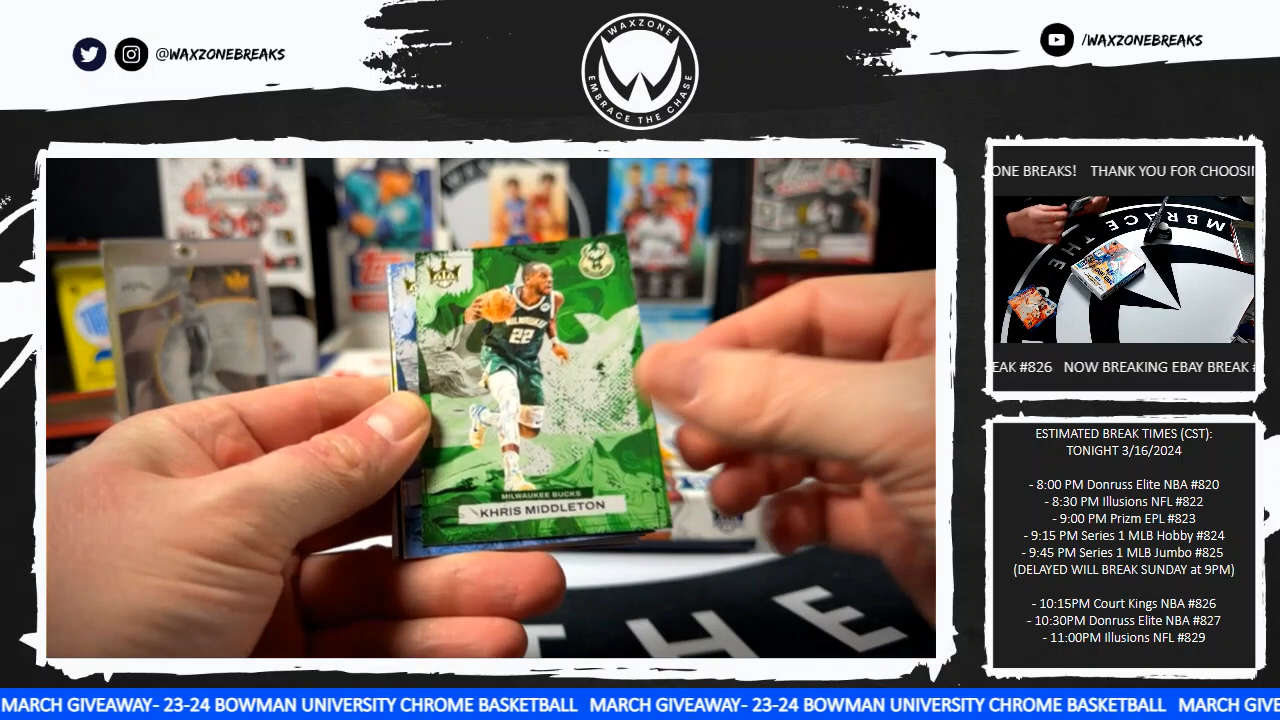 @WAXZONEBREAKS
WAXZONE
EMBRACE THE CHASE
/WAXZONEBREAKS
ONE BREAKS! THANK YOU FOR CHOOSI
MILWAUKEE
22
MILWAUKEE BUCKS
KHRIS MIDDLETON
THE
EMBRACE THE
EAK #826 NOW BREAKING EBAY BREAK #
ESTIMATED BREAK TIMES (CST):
TONIGHT 3/16/2024
- 8:00 PM Donruss Elite NBA #820
- 8:30 PM Illusions NFL #822
- 9:00 PM Prizm EPL #823
- 9:15 PM Series 1 MLB Hobby #824
- 9:45 PM Series 1 MLB Jumbo #825
(DELAYED WILL BREAK SUNDAY at 9PM)
- 10:15PM Court Kings NBA #826
- 10:30PM Donruss Elite NBA #827
- 11:00PM Illusions NFL #829
MARCH GIVEAWAY- 23-24 BOWMAN UNIVERSITY CHROME BASKETBALL MARCH GIVEAWAY- 23-24 BOWMAN UNIVERSITY CHROME BASKETBALL MARCH GIVE